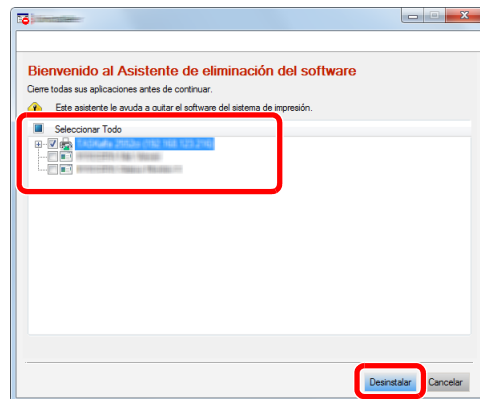 Bienvenido al Asistente de eliminación del software
Cierre todas sus aplicaciones antes de continuar.
Este asistente le ayuda a quitar el software del sistema de impresión.
Seleccionar Todo
Desinstalar Cancelar